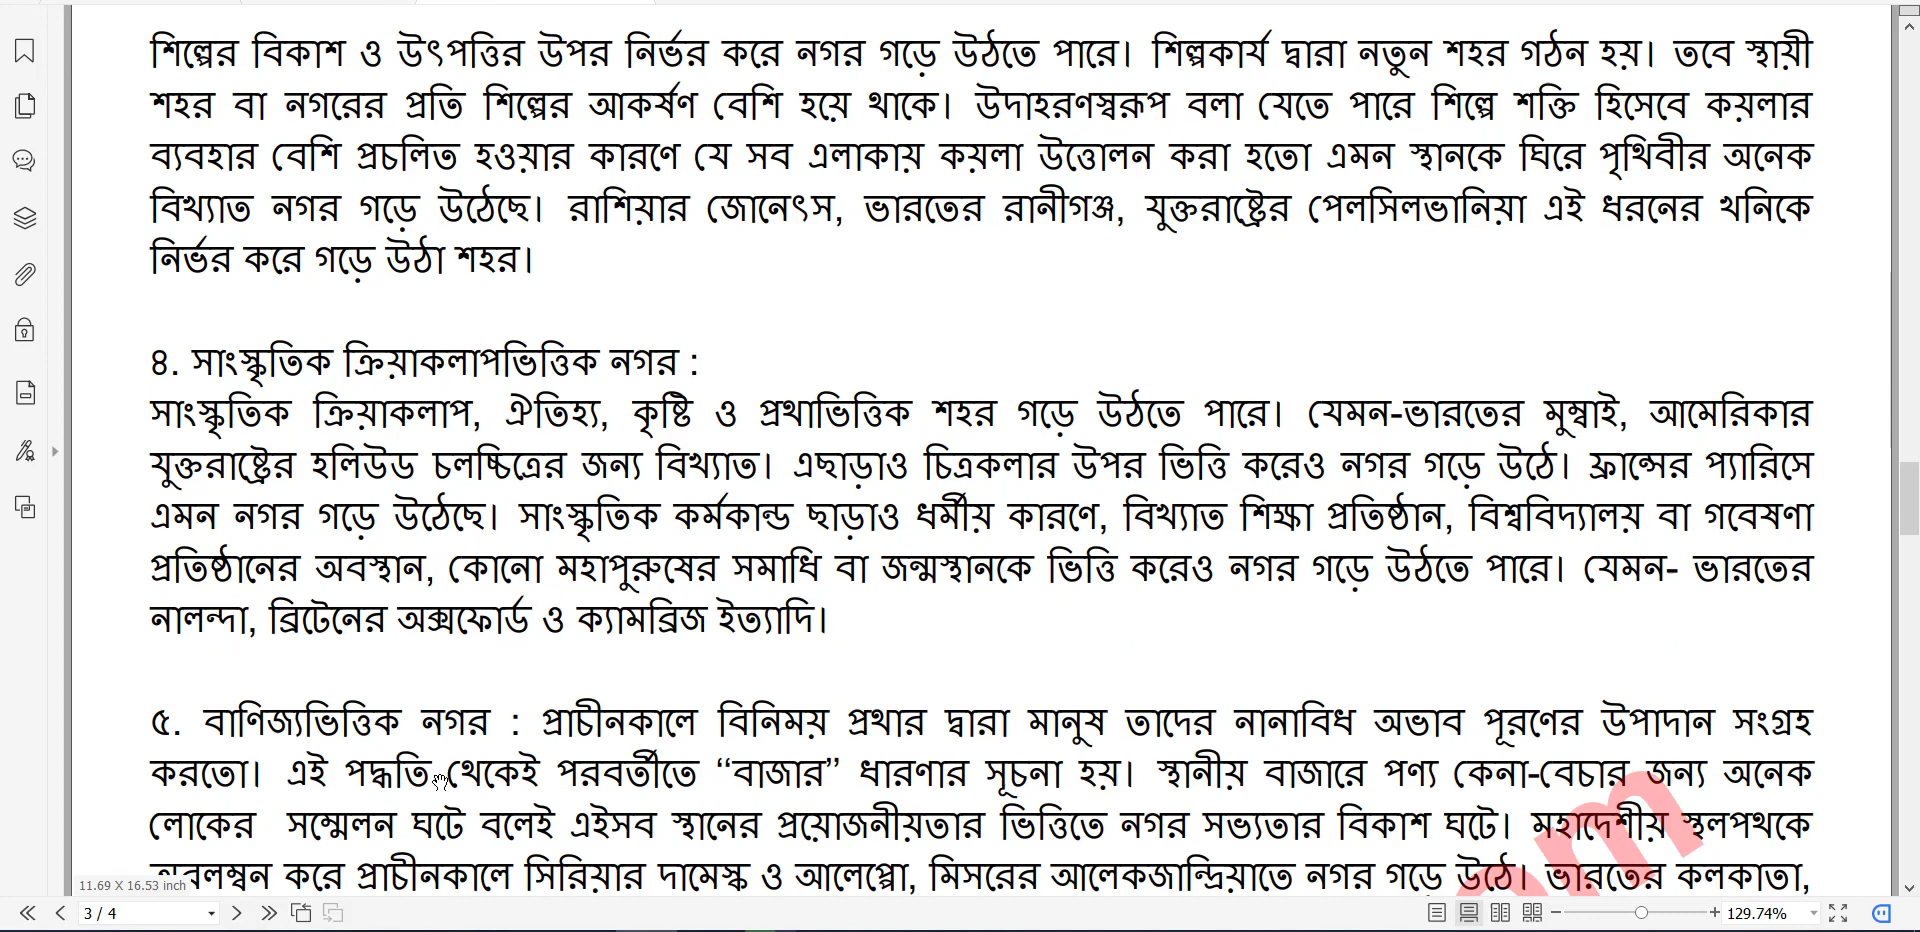 শিল্পের বিকাশ ও উৎপত্তির উপর নির্ভর করে নগর গড়ে উঠতে পারে। শিল্পকার্য দ্বারা নতুন শহর গঠন হয়। তবে স্থায়ী
শহর বা নগরের প্রতি শিল্পের আকর্ষণ বেশি হয়ে থাকে। উদাহরণস্বরূপ বলা যেতে পারে শিল্পে শক্তি হিসেবে কয়লার
ব্যবহার বেশি প্রচলিত হওয়ার কারণে যে সব এলাকায় কয়লা উত্তোলন করা হতো এমন স্থানকে ঘিরে পৃথিবীর অনেক
বিখ্যাত নগর গড়ে উঠেছে। রাশিয়ার জোনেৎস, ভারতের রানীগঞ্জ, যুক্তরাষ্ট্রের পেলসিলভানিয়া এই ধরনের খনিকে
নির্ভর করে গড়ে উঠা শহর।
৪. সাংস্কৃতিক ক্রিয়াকলাপভিত্তিক নগর :
সাংস্কৃতিক ক্রিয়াকলাপ, ঐতিহ্য, কৃষ্টি ও প্রথাভিত্তিক শহর গড়ে উঠতে পারে। যেমন-ভারতের মুম্বাই, আমেরিকার
যুক্তরাষ্ট্রের হলিউড চলচ্চিত্রের জন্য বিখ্যাত। এছাড়াও চিত্রকলার উপর ভিত্তি করেও নগর গড়ে উঠে। ফ্রান্সের প্যারিসে
এমন নগর গড়ে উঠেছে। সাংস্কৃতিক কর্মকান্ড ছাড়াও ধর্মীয় কারণে, বিখ্যাত শিক্ষা প্রতিষ্ঠান, বিশ্ববিদ্যালয় বা গবেষণা
প্রতিষ্ঠানের অবস্থান, কোনো মহাপুরুষের সমাধি বা জন্মস্থানকে ভিত্তি করেও নগর গড়ে উঠতে পারে। যেমন- ভারতের
নালন্দা, ব্রিটেনের অক্সফোর্ড ও ক্যামব্রিজ ইত্যাদি।
৫. বাণিজ্যভিত্তিক নগর : প্রাচীনকালে বিনিময় প্রথার দ্বারা মানুষ তাদের নানাবিধ অভাব পূরণের উপাদান সংগ্রহ
করতো। এই পদ্ধতি থেকেই পরবর্তীতে “বাজার” ধারণার সূচনা হয়। স্থানীয় বাজারে পণ্য কেনা-বেচার জন্য অনেক
লোকের সম্মেলন ঘটে বলেই এইসব স্থানের প্রয়োজনীয়তার ভিত্তিতে নগর সভ্যতার বিকাশ ঘটে। মহাদেশীয় স্থলপথকে
অবলম্বন করে প্রাচীনকালে সিরিয়ার দামেস্ক ও আলেপ্পো, মিসরের আলেকজান্দ্রিয়াতে নগর গড়ে উঠে। ভারতের কলকাতা,
om
11.69 X 16.53 inch
3 / 4
129.74%